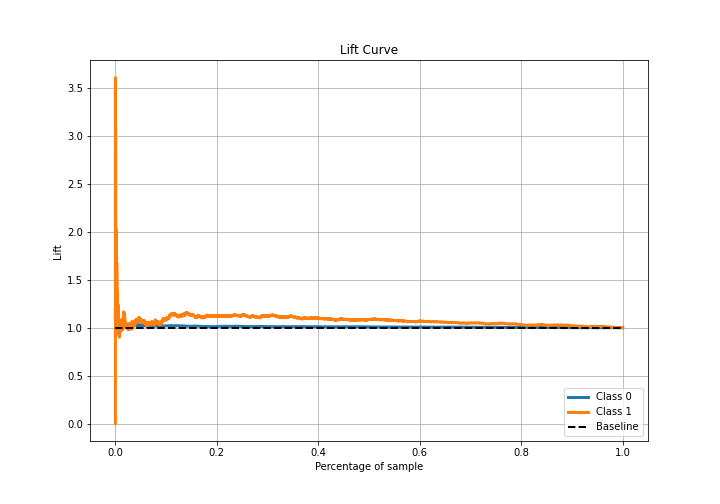 Lift Curve
3.5
3.0
2.5
2.0
1.5
1.0
0.5
0.0
Lift
Class 0
Class 1
Baseline
0.0 0.2 0.4 0.6 0.8 1.0
Percentage of sample